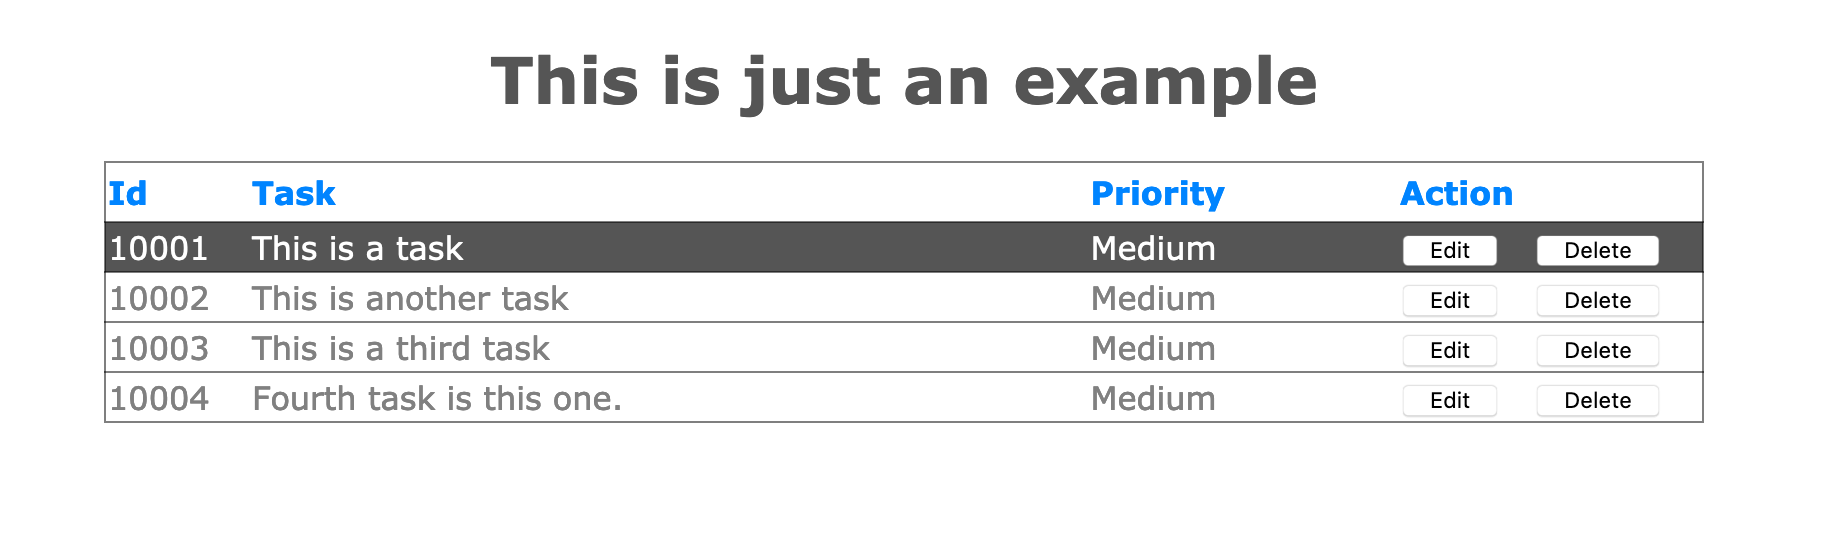 This is just an example
Id Task Priority Action
10001 This is a task Medium Edit Delete
10002 This is another task Medium Edit Delete
10003 This is a third task Medium Edit Delete
10004 Fourth task is this one. Medium Edit Delete